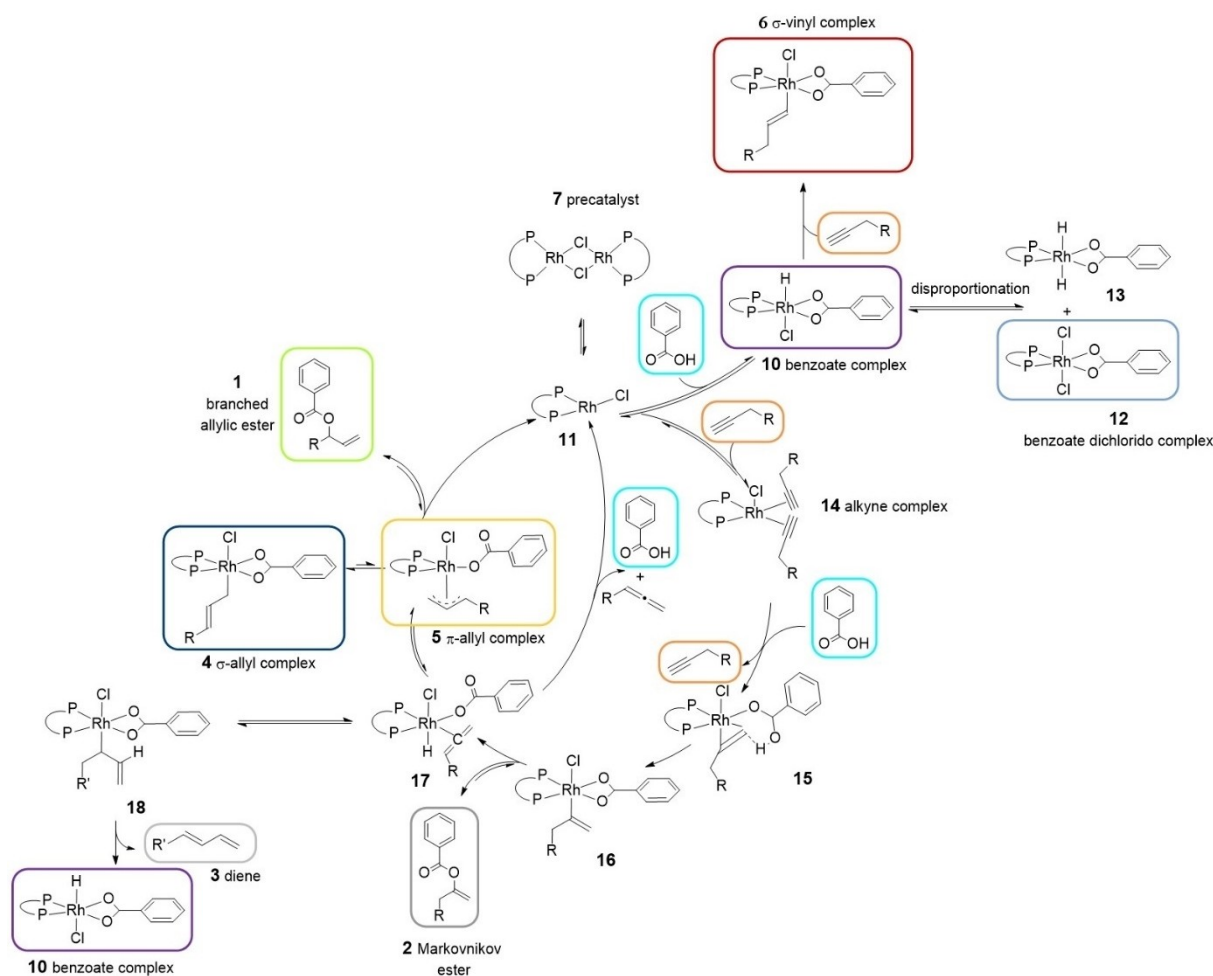 6 σ-vinyl complex
Cl
P
P
Rh
O
O
R
7 precatalyst
P
P
Rh
Cl
Cl
Rh
P
P
R
H
P
P
Rh
O
O
Cl
10 benzoate complex
disproportionation
H
P
P
Rh
O
O
H
13
+
Cl
P
P
Rh
O
O
Cl
12
benzoate dichlorido complex
O
OH
1
branched
allylic ester
O
O
R
P
P
Rh
Cl
11
R
R
Cl
P
P
Rh
R
14 alkyne complex
O
OH
+
R
Cl
P
P
Rh
O
O
R
4 σ-allyl complex
Cl
P
P
Rh
O
O
R
5 π-allyl complex
O
OH
R
Cl
P
P
Rh
O
O
H
R
15
Cl
P
P
Rh
O
O
H
R'
18
Cl
P
P
Rh
O
O
H
C
R
17
Cl
P
P
Rh
O
O
R
16
R'
3 diene
H
P
P
Rh
O
O
Cl
10 benzoate complex
O
O
R
2 Markovnikov
ester